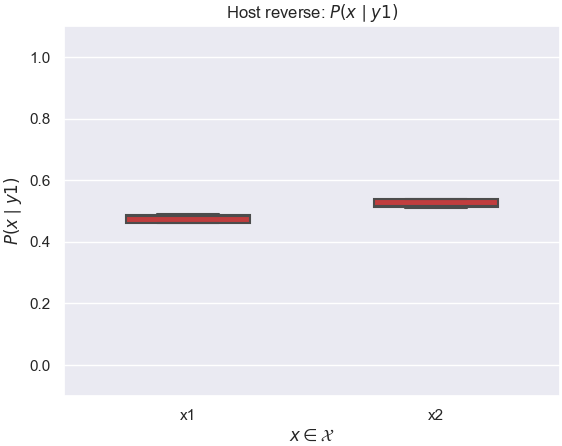 Host reverse: P(x | y1)
P(x | y1)
1.0
0.8
0.6
0.4
0.2
0.0
x1 x2
x ∈ 𝒳